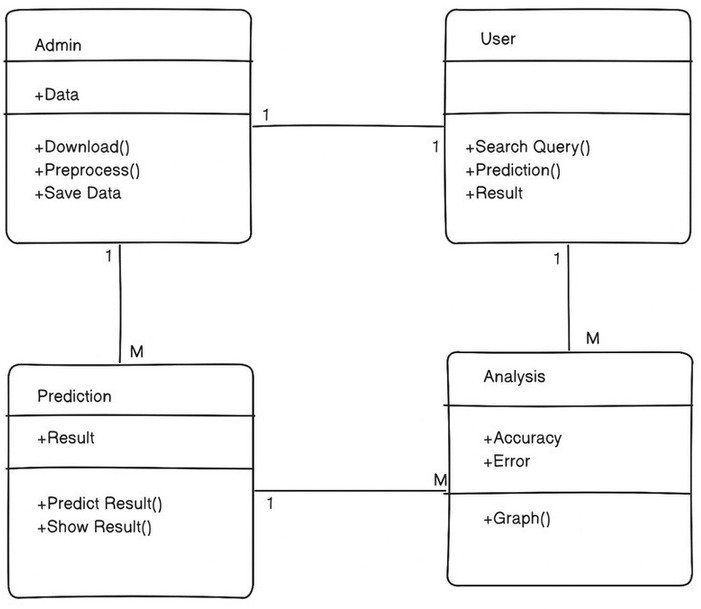 Admin
+Data
+Download()
+Preprocess()
+Save Data
1
1
User
+Search Query()
+Prediction()
+Result
1
M
1
M
Prediction
+Result
+Predict Result()
+Show Result()
1
M
Analysis
+Accuracy
+Error
+Graph()